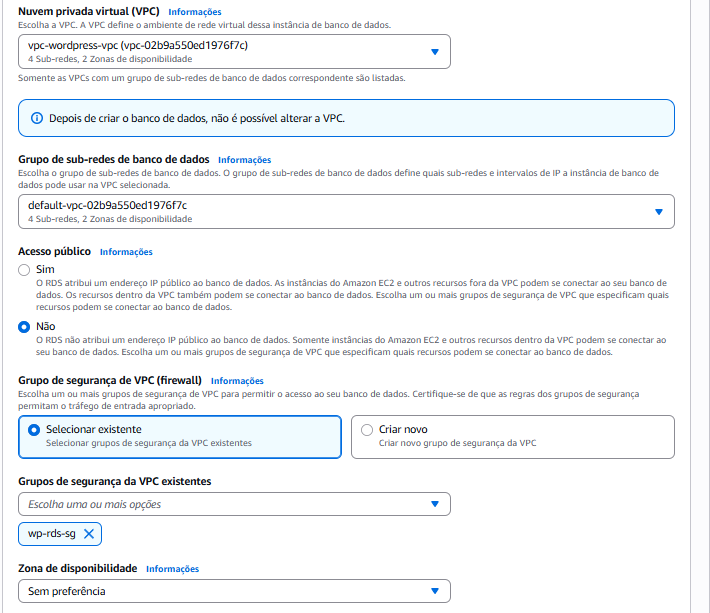 Nuvem privada virtual (VPC) Informações
Escolha a VPC. A VPC define o ambiente de rede virtual dessa instância de banco de dados.
vpc-wordpress-vpc (vpc-02b9a550ed1976f7c)
4 Sub-redes, 2 Zonas de disponibilidade
Somente as VPCs com um grupo de sub-redes de banco de dados correspondente são listadas.
Depois de criar o banco de dados, não é possível alterar a VPC.
Grupo de sub-redes de banco de dados Informações
Escolha o grupo de sub-redes de banco de dados. O grupo de sub-redes de banco de dados define quais sub-redes e intervalos de IP a instância de banco de
dados pode usar na VPC selecionada.
default-vpc-02b9a550ed1976f7c
4 Sub-redes, 2 Zonas de disponibilidade
Acesso público Informações
Sim
O RDS atribui um endereço IP público ao banco de dados. As instâncias do Amazon EC2 e outros recursos fora da VPC podem se conectar ao seu banco de
dados. Os recursos dentro da VPC também podem se conectar ao banco de dados. Escolha um ou mais grupos de segurança de VPC que especificam quais
recursos podem se conectar ao banco de dados.
Não
O RDS não atribui um endereço IP público ao banco de dados. Somente instâncias do Amazon EC2 e outros recursos dentro da VPC podem se conectar ao
seu banco de dados. Escolha um ou mais grupos de segurança de VPC que especificam quais recursos podem se conectar ao banco de dados.
Grupo de segurança de VPC (firewall) Informações
Escolha um ou mais grupos de segurança de VPC para permitir o acesso ao seu banco de dados. Certifique-se de que as regras dos grupos de segurança
permitam o tráfego de entrada apropriado.
Selecionar existente
Selecionar grupos de segurança da VPC existentes
Criar novo
Criar novo grupo de segurança da VPC
Grupos de segurança da VPC existentes
Escolha uma ou mais opções
wp-rds-sg
Zona de disponibilidade Informações
Sem preferência